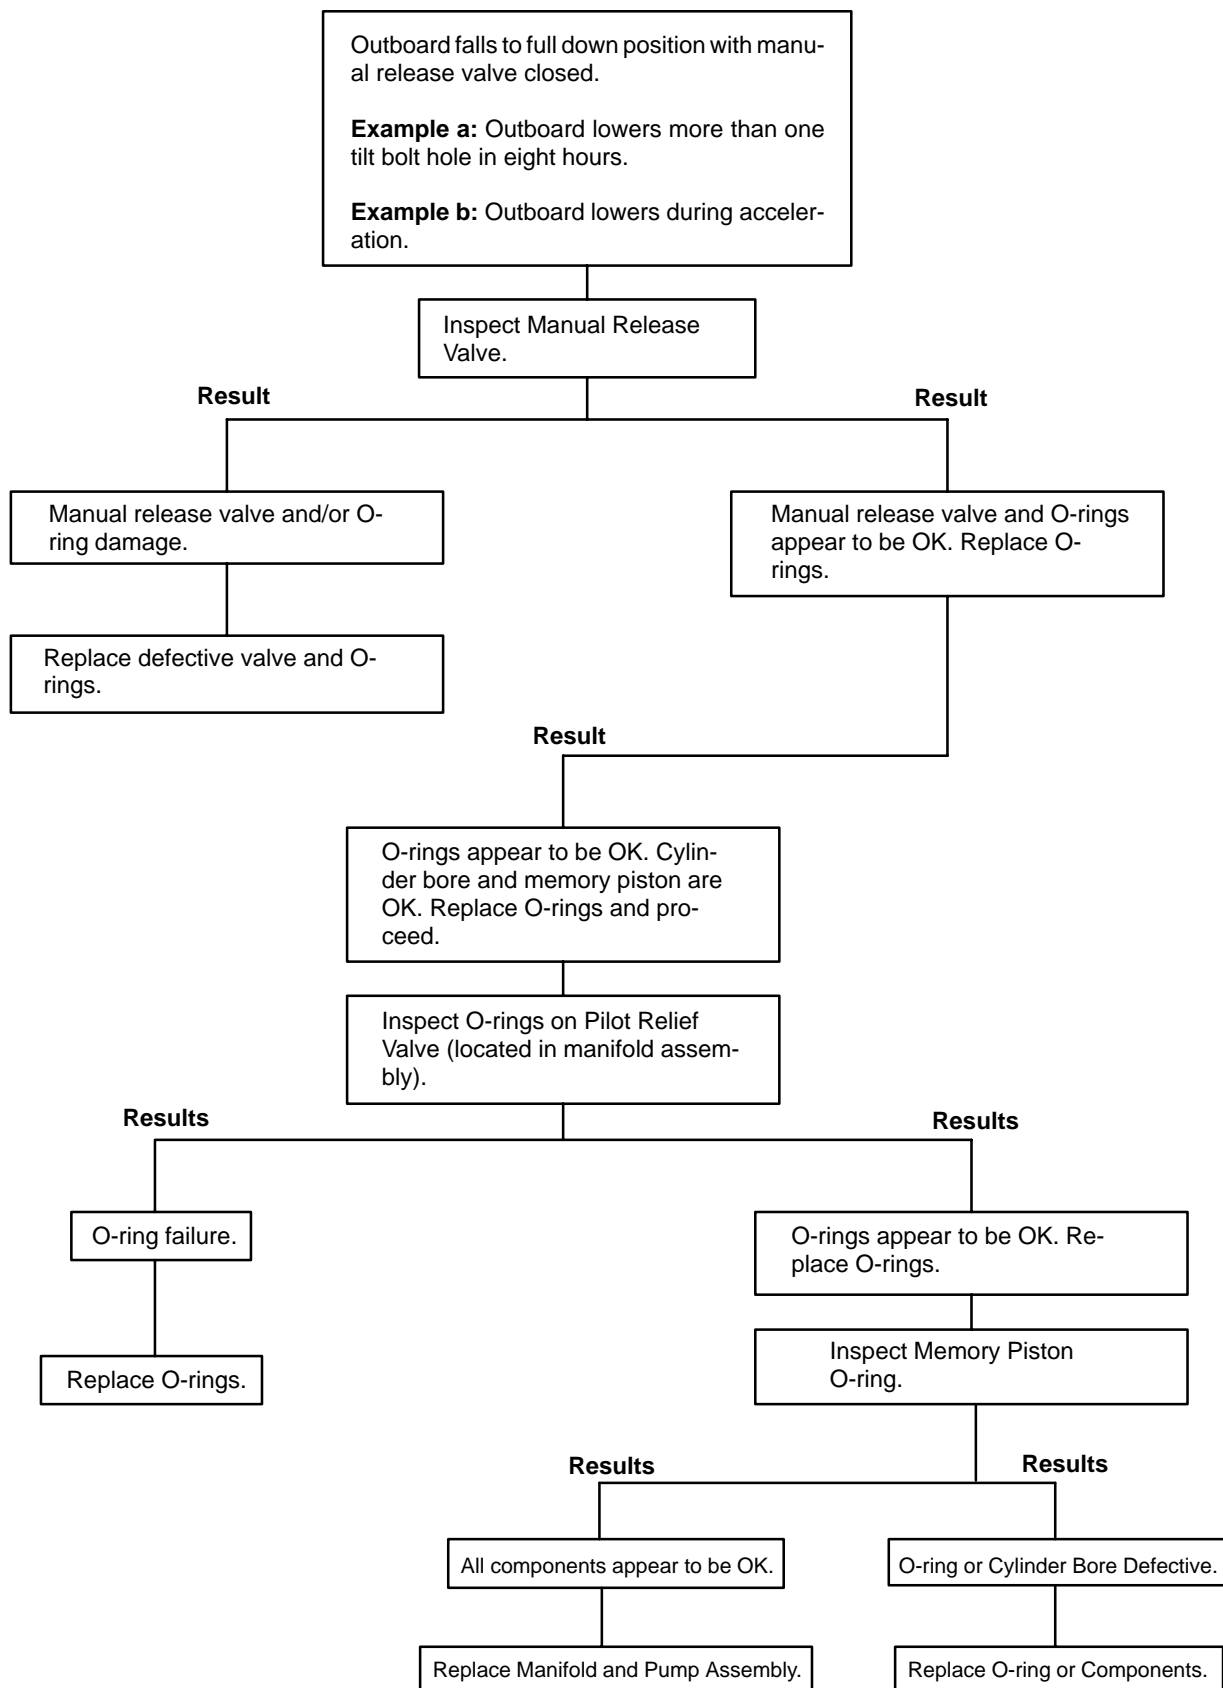 Outboard falls to full down position with manu-
al release valve closed.
Example a: Outboard lowers more than one
tilt bolt hole in eight hours.
Example b: Outboard lowers during acceler-
ation.
Inspect Manual Release
Valve.
Result
Result
Manual release valve and/or O-
ring damage.
Manual release valve and O-rings
appear to be OK. Replace O-
rings.
Replace defective valve and O-
rings.
Result
O-rings appear to be OK. Cylin-
der bore and memory piston are
OK. Replace O-rings and pro-
ceed.
Inspect O-rings on Pilot Relief
Valve (located in manifold assem-
bly).
Results
Results
O-ring failure.
O-rings appear to be OK. Re-
place O-rings.
Replace O-rings.
Inspect Memory Piston
O-ring.
Results
Results
All components appear to be OK.
O-ring or Cylinder Bore Defective.
Replace Manifold and Pump Assembly.
Replace O-ring or Components.